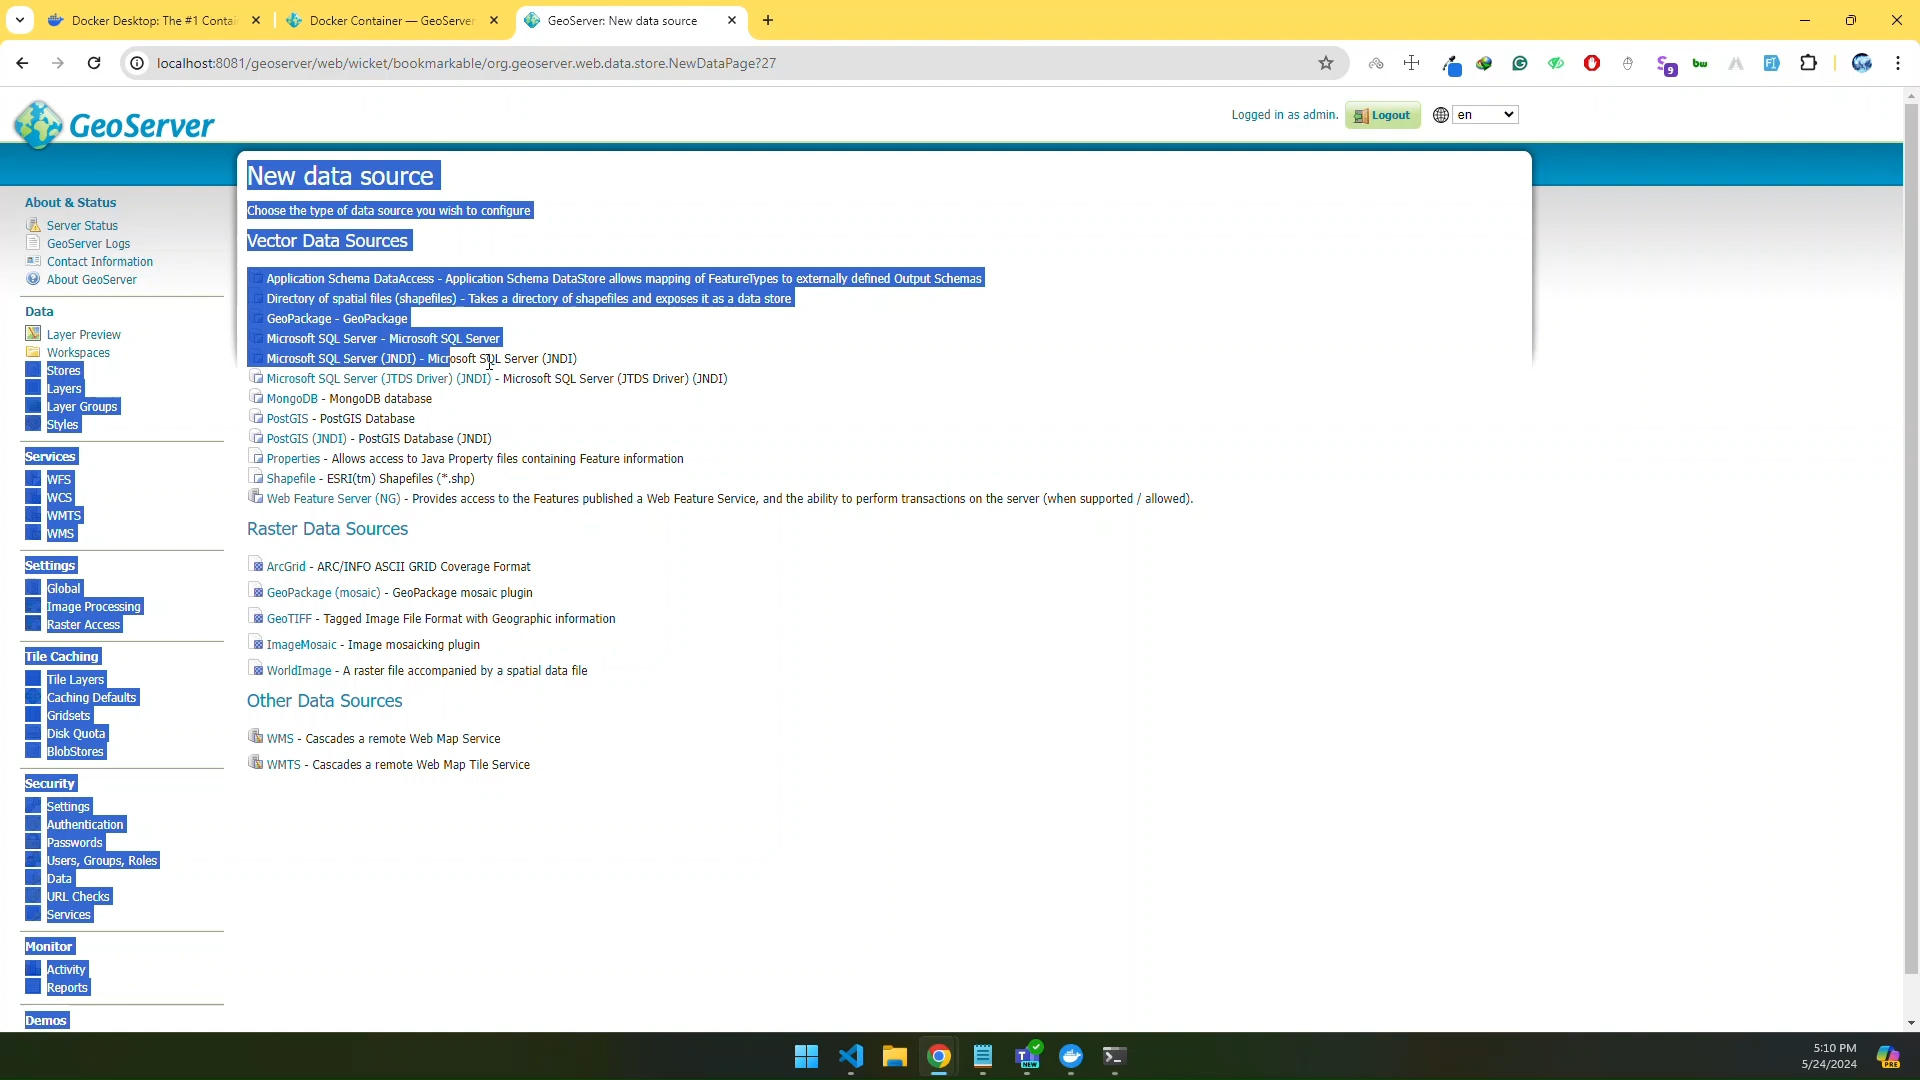 Docker Desktop: The #1 Contai
Docker Container — GeoServer
GeoServer: New data source
localhost:8081/geoserver/web/wicket/bookmarkable/org.geoserver.web.data.store.NewDataPage?27
9
bw
GeoServer
Logged in as admin.
Logout
en
About & Status
Server Status
GeoServer Logs
Contact Information
About GeoServer
Data
Layer Preview
Workspaces
Stores
Layers
Layer Groups
Styles
Services
WFS
WCS
WMTS
WMS
Settings
Global
Image Processing
Raster Access
Tile Caching
Tile Layers
Caching Defaults
Gridsets
Disk Quota
BlobStores
Security
Settings
Authentication
Passwords
Users, Groups, Roles
Data
URL Checks
Services
Monitor
Activity
Reports
Demos
New data source
Choose the type of data source you wish to configure
Vector Data Sources
Application Schema DataAccess - Application Schema DataStore allows mapping of FeatureTypes to externally defined Output Schemas
Directory of spatial files (shapefiles) - Takes a directory of shapefiles and exposes it as a data store
GeoPackage - GeoPackage
Microsoft SQL Server - Microsoft SQL Server
Microsoft SQL Server (JNDI) - Microsoft SQL Server (JNDI)
Microsoft SQL Server (JTDS Driver) (JNDI) - Microsoft SQL Server (JTDS Driver) (JNDI)
MongoDB - MongoDB database
PostGIS - PostGIS Database
PostGIS (JNDI) - PostGIS Database (JNDI)
Properties - Allows access to Java Property files containing Feature information
Shapefile - ESRI(tm) Shapefiles (*.shp)
Web Feature Server (NG) - Provides access to the Features published a Web Feature Service, and the ability to perform transactions on the server (when supported / allowed).
Raster Data Sources
ArcGrid - ARC/INFO ASCII GRID Coverage Format
GeoPackage (mosaic) - GeoPackage mosaic plugin
GeoTIFF - Tagged Image File Format with Geographic information
ImageMosaic - Image mosaicking plugin
WorldImage - A raster file accompanied by a spatial data file
Other Data Sources
WMS - Cascades a remote Web Map Service
WMTS - Cascades a remote Web Map Tile Service
NEW
5:10 PM
5/24/2024
PRE